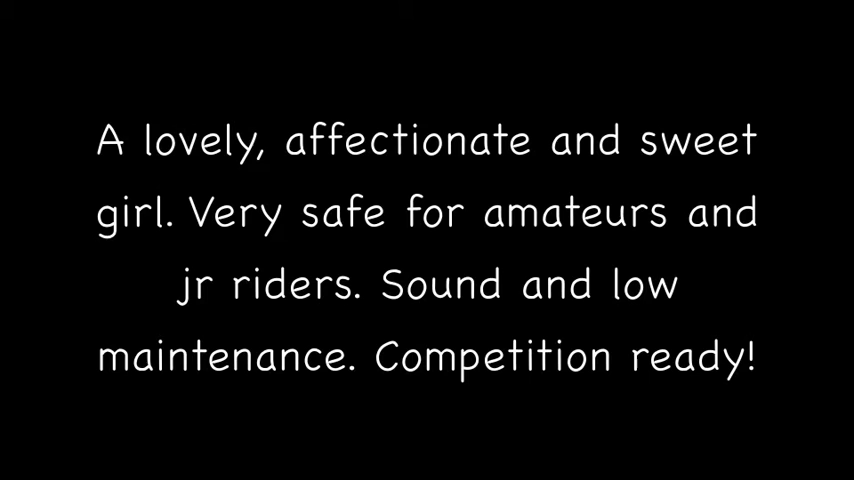 A lovely, affectionate and sweet
girl. Very safe for amateurs and
jr riders. Sound and low
maintenance. Competition ready!